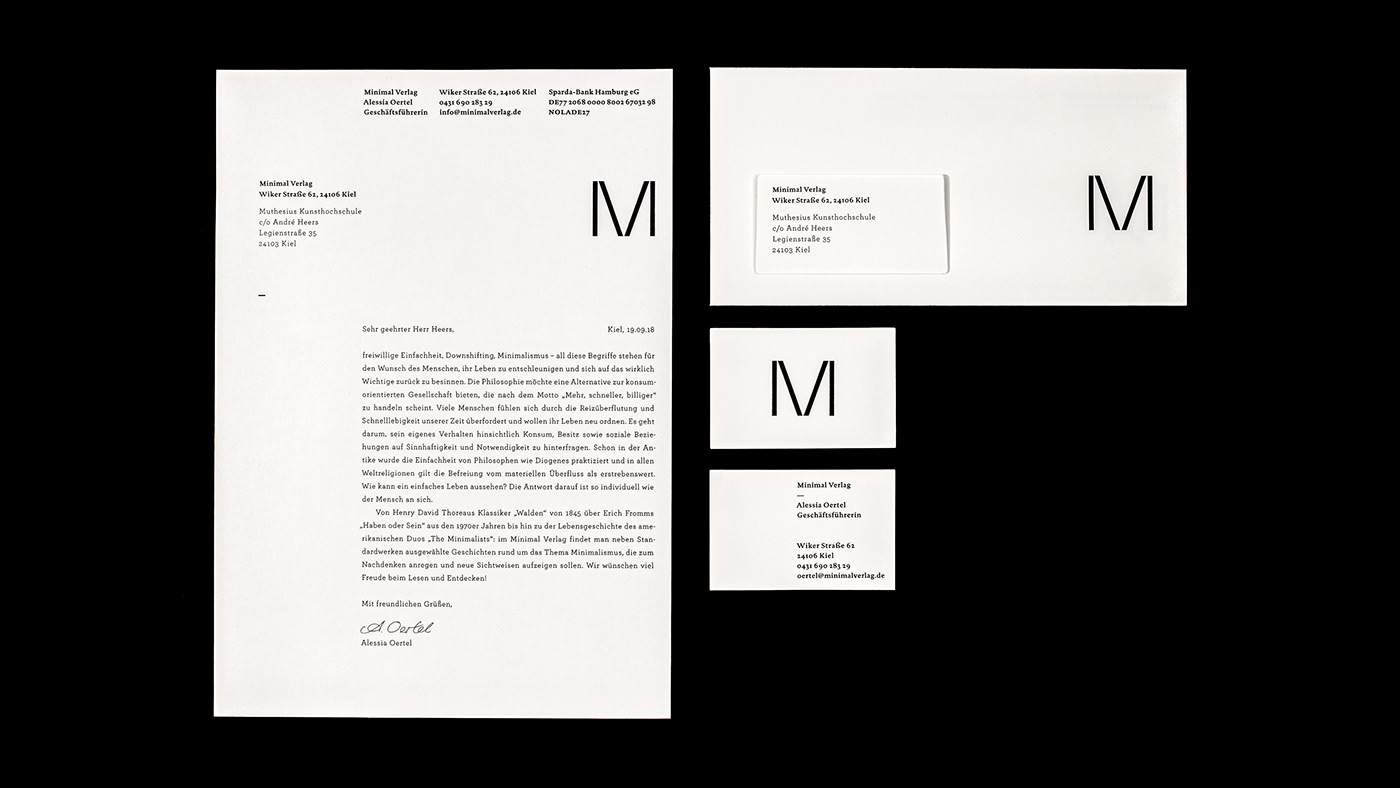 Minimal Verlag
Alessia Oertel
Geschäftsführerin
Wiker Straße 62, 24106 Kiel
0431 690 283 29
info@minimalverlag.de
Sparda-Bank Hamburg eG
DE77 2068 0000 8002 67032 98
NOLADE27
Minimal Verlag
Wiker Straße 62, 24106 Kiel
Muthesius Kunsthochschule
c/o André Heers
Legienstraße 35
24103 Kiel
M
–
Sehr geehrter Herr Heers,
Kiel, 19.09.18
freiwillige Einfachheit, Downshifting, Minimalismus – all diese Begriffe stehen für
den Wunsch des Menschen, ihr Leben zu entschleunigen und sich auf das wirklich
Wichtige zurück zu besinnen. Die Philosophie möchte eine Alternative zur konsum-
orientierten Gesellschaft bieten, die nach dem Motto „Mehr, schneller, billiger“
zu handeln scheint. Viele Menschen fühlen sich durch die Reizüberflutung und
Schnelllebigkeit unserer Zeit überfordert und wollen ihr Leben neu ordnen. Es geht
darum, sein eigenes Verhalten hinsichtlich Konsum, Besitz sowie soziale Bezie-
hungen auf Sinnhaftigkeit und Notwendigkeit zu hinterfragen. Schon in der An-
tike wurde die Einfachheit von Philosophen wie Diogenes praktiziert und in allen
Weltreligionen gilt die Befreiung vom materiellen Überfluss als erstrebenswert.
Wie kann ein einfaches Leben aussehen? Die Antwort darauf ist so individuell wie
der Mensch an sich.
Von Henry David Thoreaus Klassiker „Walden“ von 1845 über Erich Fromms
„Haben oder Sein“ aus den 1970er Jahren bis hin zu der Lebensgeschichte des ame-
rikanischen Duos „The Minimalists“: im Minimal Verlag findet man neben Stan-
dardwerken ausgewählte Geschichten rund um das Thema Minimalismus, die zum
Nachdenken anregen und neue Sichtweisen aufzeigen sollen. Wir wünschen viel
Freude beim Lesen und Entdecken!
Mit freundlichen Grüßen,
A. Oertel
Alessia Oertel
Minimal Verlag
Wiker Straße 62, 24106 Kiel
Muthesius Kunsthochschule
c/o André Heers
Legienstraße 35
24103 Kiel
M
M
Minimal Verlag
—
Alessia Oertel
Geschäftsführerin
Wiker Straße 62
24106 Kiel
0431 690 283 29
oertel@minimalverlag.de